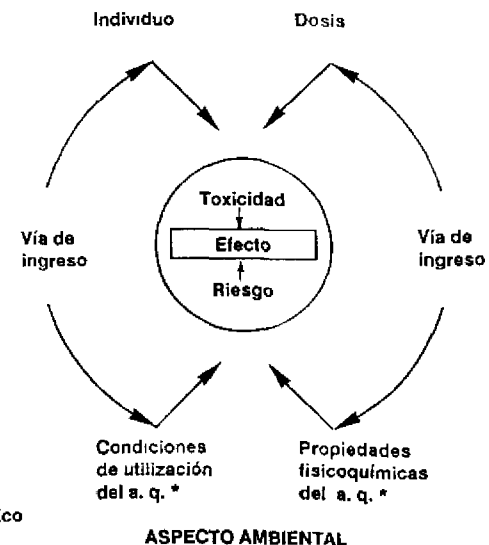 Individuo
Dosis
Toxicidad
Efecto
Riesgo
Vía de
ingreso
Vía de
ingreso
Condiciones
de utilización
del a. q. *
Propiedades
fisicoquímicas
del a. q. *
ico
ASPECTO AMBIENTAL